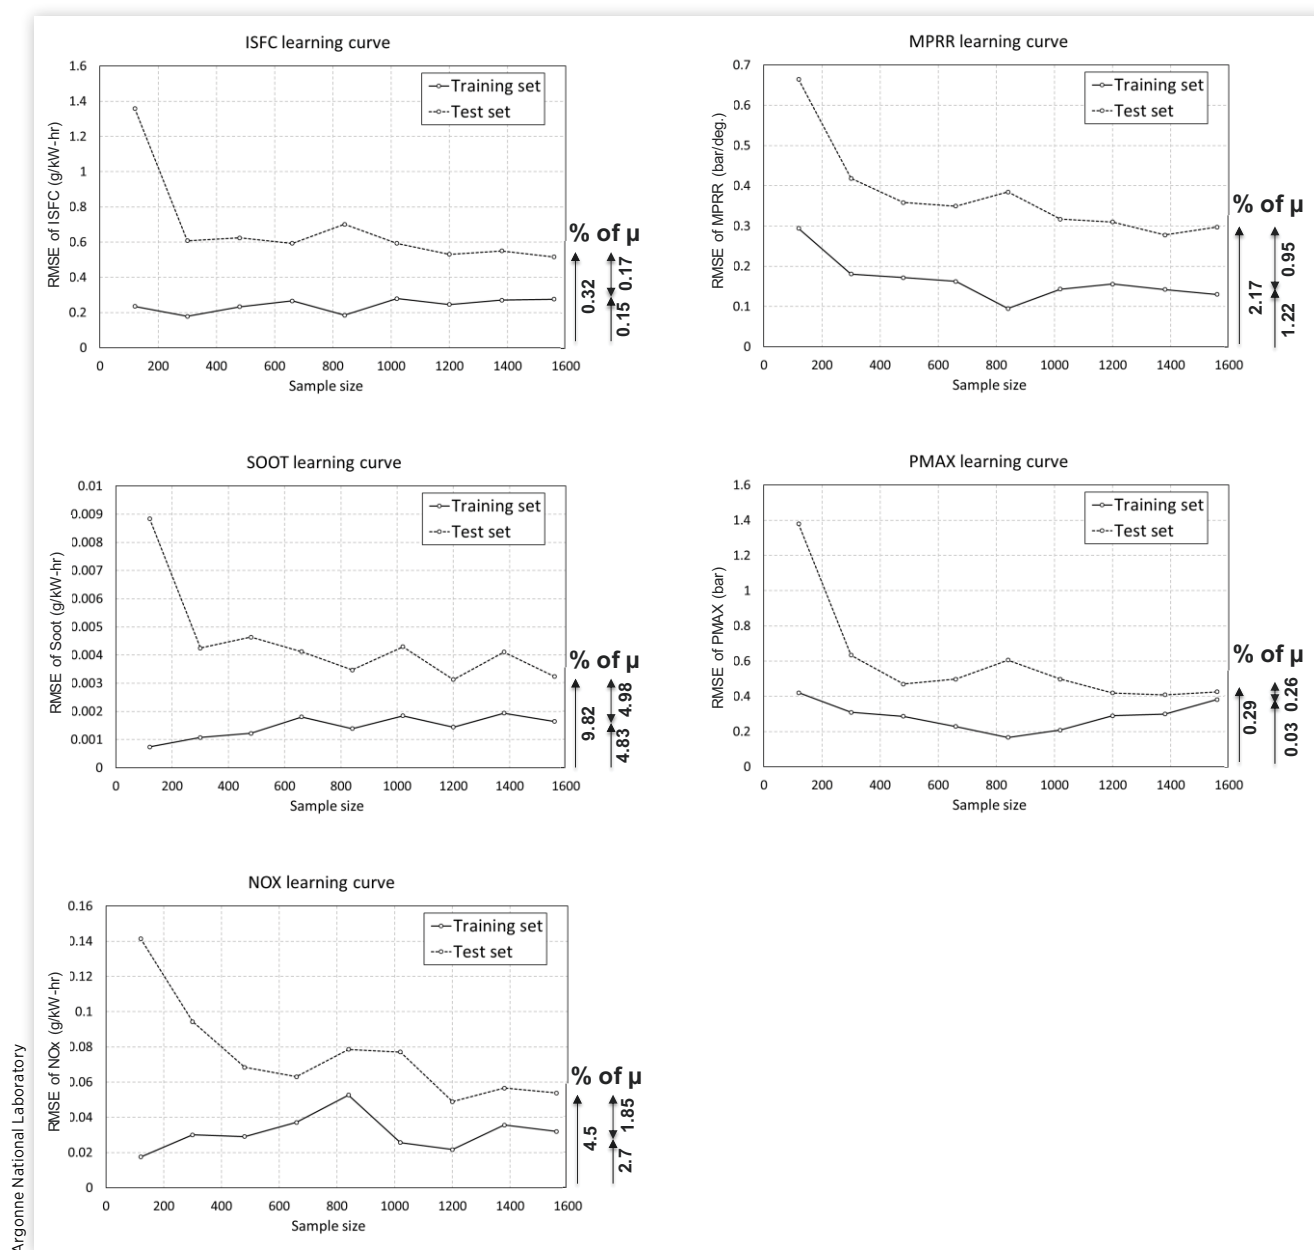 ISFC learning curve
RMSE of ISFC (g/kW-hr)
1.6
1.4
1.2
1
0.8
0.6
0.4
0.2
0
0 200 400 600 800 1000 1200 1400 1600
Sample size
Training set
Test set
% of µ
0.32
0.17
0.15
MPRR learning curve
RMSE of MPRR (bar/deg.)
0.7
0.6
0.5
0.4
0.3
0.2
0.1
0
0 200 400 600 800 1000 1200 1400 1600
Sample size
Training set
Test set
% of µ
2.17
0.95
1.22
SOOT learning curve
RMSE of Soot (g/kW-hr)
0.01
0.009
0.008
0.007
0.006
0.005
0.004
0.003
0.002
0.001
0
0 200 400 600 800 1000 1200 1400 1600
Sample size
Training set
Test set
% of µ
9.82
4.98
4.83
PMAX learning curve
RMSE of PMAX (bar)
1.6
1.4
1.2
1
0.8
0.6
0.4
0.2
0
0 200 400 600 800 1000 1200 1400 1600
Sample size
Training set
Test set
% of µ
0.29
0.26
0.03
NOX learning curve
RMSE of NOx (g/kW-hr)
0.16
0.14
0.12
0.1
0.08
0.06
0.04
0.02
0
0 200 400 600 800 1000 1200 1400 1600
Sample size
Training set
Test set
% of µ
4.5
1.85
2.7
Argonne National Laboratory